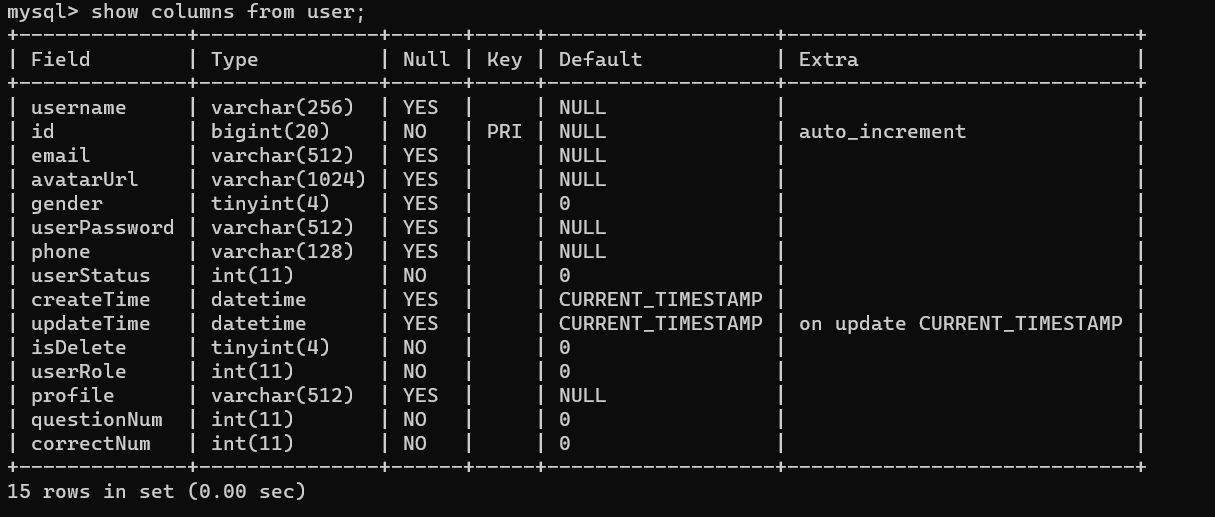 mysql> show columns from user;
+--------------+---------------+------+-----+-------------------+-----------------------------+
| Field        | Type          | Null | Key | Default           | Extra                       |
+--------------+---------------+------+-----+-------------------+-----------------------------+
| username     | varchar(256)  | YES  |     | NULL              |                             |
| id           | bigint(20)    | NO   | PRI | NULL              | auto_increment              |
| email        | varchar(512)  | YES  |     | NULL              |                             |
| avatarUrl    | varchar(1024) | YES  |     | NULL              |                             |
| gender       | tinyint(4)    | YES  |     | 0                 |                             |
| userPassword | varchar(512)  | YES  |     | NULL              |                             |
| phone        | varchar(128)  | YES  |     | NULL              |                             |
| userStatus   | int(11)       | NO   |     | 0                 |                             |
| createTime   | datetime      | YES  |     | CURRENT_TIMESTAMP |                             |
| updateTime   | datetime      | YES  |     | CURRENT_TIMESTAMP | on update CURRENT_TIMESTAMP |
| isDelete     | tinyint(4)    | NO   |     | 0                 |                             |
| userRole     | int(11)       | NO   |     | 0                 |                             |
| profile      | varchar(512)  | YES  |     | NULL              |                             |
| questionNum  | int(11)       | NO   |     | 0                 |                             |
| correctNum   | int(11)       | NO   |     | 0                 |                             |
+--------------+---------------+------+-----+-------------------+-----------------------------+
15 rows in set (0.00 sec)